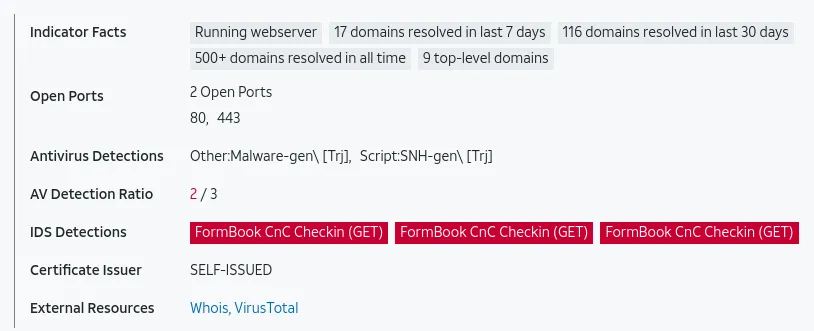 Indicator Facts Running webserver 17 domains resolved in last 7 days 116 domains resolved in last 30 days
500+ domains resolved in all time 9 top-level domains
Open Ports 2 Open Ports
80, 443
Antivirus Detections Other:Malware-gen\ [Trj], Script:SNH-gen\ [Trj]
AV Detection Ratio 2 / 3
IDS Detections FormBook CnC Checkin (GET) FormBook CnC Checkin (GET) FormBook CnC Checkin (GET)
Certificate Issuer SELF-ISSUED
External Resources Whois, VirusTotal